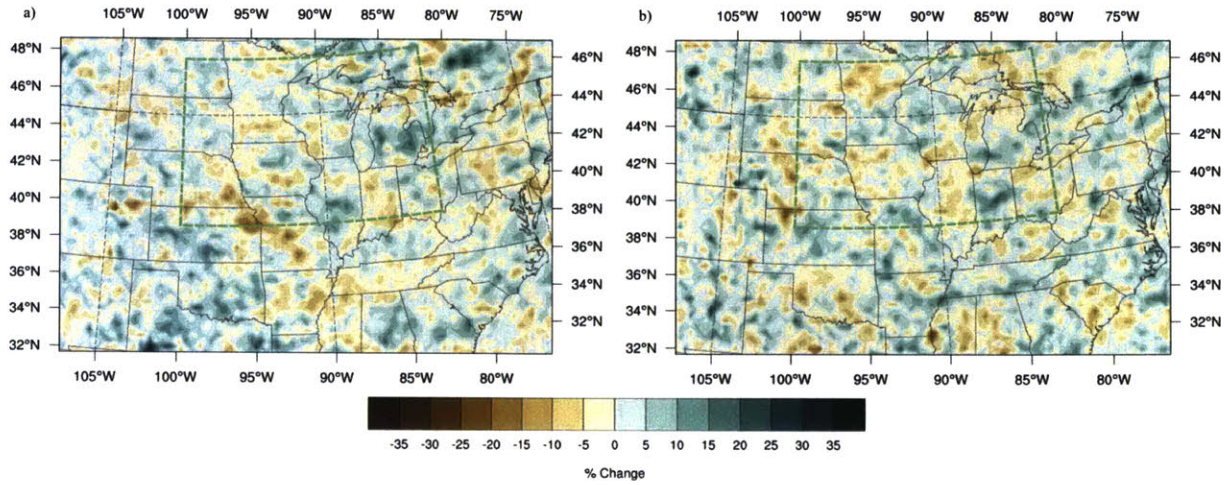 a) 105°W 100°W 95°W 90°W 85°W 80°W 75°W
b) 105°W 100°W 95°W 90°W 85°W 80°W 75°W
48°N 46°N 48°N 46°N
46°N 44°N 46°N 44°N
44°N 42°N 44°N 42°N
42°N 40°N 42°N 40°N
40°N 38°N 40°N 38°N
38°N 36°N 38°N 36°N
36°N 34°N 36°N 34°N
34°N 32°N 34°N 32°N
32°N 32°N
105°W 100°W 95°W 90°W 85°W 80°W
105°W 100°W 95°W 90°W 85°W 80°W
-35 -30 -25 -20 -15 -10 -5 0 5 10 15 20 25 30 35
% Change